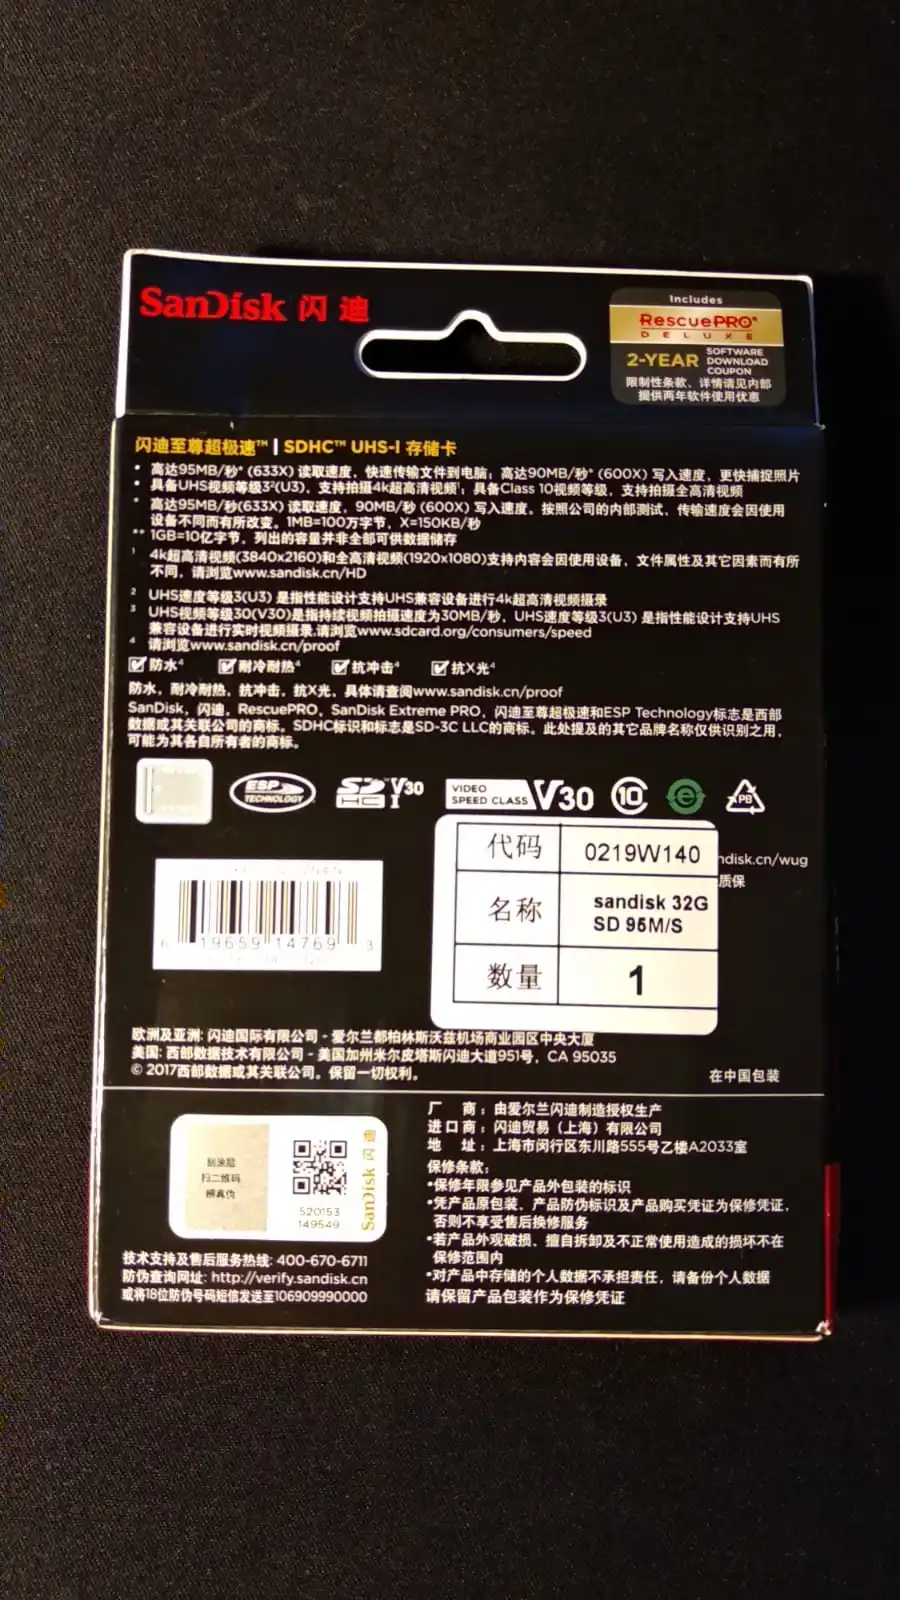 SanDisk 闪迪
Includes
RescuePRO®
DELUXE
2-YEAR SOFTWARE DOWNLOAD COUPON
限制性条款，详情请见内部
提供两年软件使用优惠
闪迪至尊超极速™ | SDHC™ UHS-I 存储卡
• 高达95MB/秒* (633X) 读取速度，快速传输文件到电脑；高达90MB/秒* (600X) 写入速度，更快捕捉照片
• 具备UHS视频等级3²(U3)，支持拍摄4k超高清视频¹；具备Class 10视频等级，支持拍摄全高清视频
* 高达95MB/秒(633X) 读取速度，90MB/秒 (600X) 写入速度。按照公司的内部测试，传输速度会因使用
设备不同而有所改变。1MB=100万字节，X=150KB/秒
** 1GB=10亿字节，列出的容量并非全部可供数据储存
¹ 4k超高清视频(3840x2160)和全高清视频(1920x1080)支持内容会因使用设备，文件属性及其它因素而有所
不同，请浏览www.sandisk.cn/HD
² UHS速度等级3(U3) 是指性能设计支持UHS兼容设备进行4k超高清视频摄录
³ UHS视频等级30(V30)是指持续视频拍摄速度为30MB/秒，UHS速度等级3(U3) 是指性能设计支持UHS
兼容设备进行实时视频摄录，请浏览www.sdcard.org/consumers/speed
⁴ 请浏览www.sandisk.cn/proof
防水⁴ 耐冷耐热⁴ 抗冲击⁴ 抗X光⁴
防水，耐冷耐热，抗冲击，抗X光，具体请查阅www.sandisk.cn/proof
SanDisk，闪迪，RescuePRO，SanDisk Extreme PRO，闪迪至尊超极速和ESP Technology标志是西部
数据或其关联公司的商标。SDHC标识和标志是SD-3C LLC的商标。此处提及的其它品牌名称仅供识别之用，
可能为其各自所有者的商标。
ESP TECHNOLOGY SDHC I V30 VIDEO SPEED CLASS V30 10 e PB
代码 0219W140
ndisk.cn/wug
质保
名称 sandisk 32G
SD 95M/S
数量 1
6 19659 14769 3
欧洲及亚洲: 闪迪国际有限公司 - 爱尔兰都柏林斯沃兹机场商业园区中央大厦
美国: 西部数据技术有限公司 - 美国加州米尔皮塔斯闪迪大道951号，CA 95035
© 2017西部数据或其关联公司。保留一切权利。
在中国包装
刮涂层
扫二维码
辨真伪
520153
149549
SanDisk 闪迪
技术支持及售后服务热线: 400-670-6711
防伪查询网址: http://verify.sandisk.cn
或将18位防伪号码短信发送至106909990000
厂 商：由爱尔兰闪迪制造授权生产
进口商：闪迪贸易（上海）有限公司
地 址：上海市闵行区东川路555号乙楼A2033室
保修条款：
•保修年限参见产品外包装的标识
•凭产品原包装、产品防伪标识及产品购买凭证为保修凭证，
否则不享受售后换修服务
•若产品外观破损、擅自拆卸及不正常使用造成的损坏不在
保修范围内
•对产品中存储的个人数据不承担责任，请备份个人数据
请保留产品包装作为保修凭证